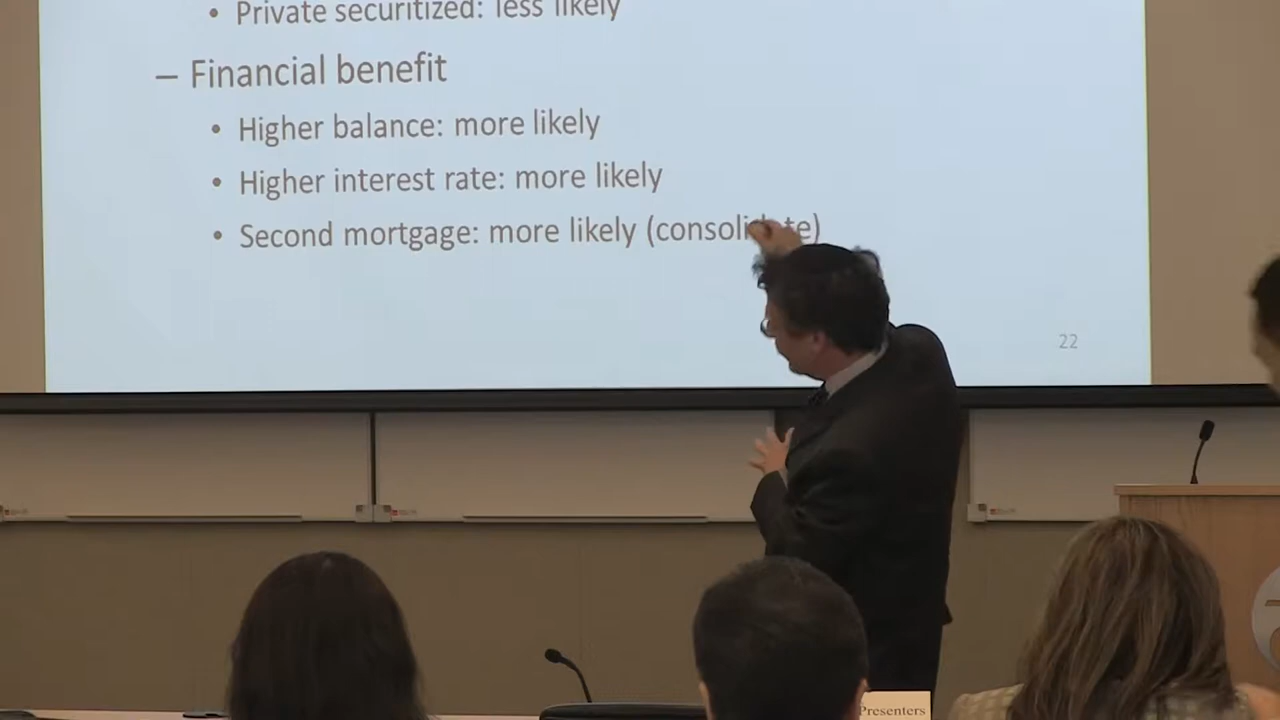 • Private securitized: less likely
– Financial benefit
• Higher balance: more likely
• Higher interest rate: more likely
• Second mortgage: more likely (consolidate)
22
Presenters